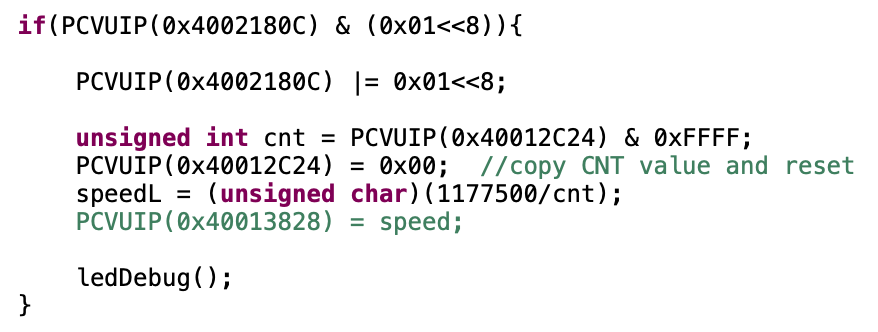 if(PCVUIP(0x4002180C) & (0x01<<8)){
PCVUIP(0x4002180C) |= 0x01<<8;
unsigned int cnt = PCVUIP(0x40012C24) & 0xFFFF;
PCVUIP(0x40012C24) = 0x00;  //copy CNT value and reset
speedL = (unsigned char)(1177500/cnt);
PCVUIP(0x40013828) = speed;
ledDebug();
}